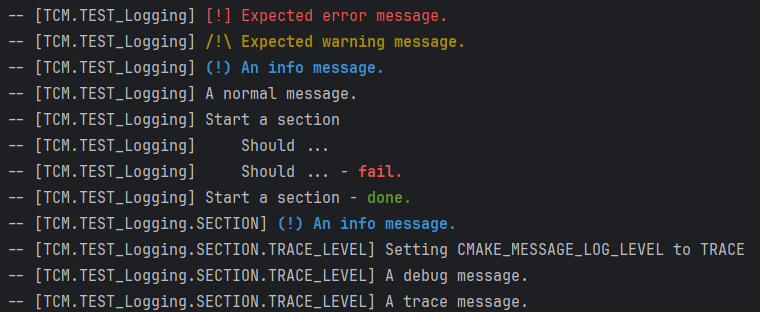 -- [TCM.TEST_Logging] [!] Expected error message.
-- [TCM.TEST_Logging] /!\ Expected warning message.
-- [TCM.TEST_Logging] (!) An info message.
-- [TCM.TEST_Logging] A normal message.
-- [TCM.TEST_Logging] Start a section
-- [TCM.TEST_Logging]     Should ...
-- [TCM.TEST_Logging]     Should ... - fail.
-- [TCM.TEST_Logging] Start a section - done.
-- [TCM.TEST_Logging.SECTION] (!) An info message.
-- [TCM.TEST_Logging.SECTION.TRACE_LEVEL] Setting CMAKE_MESSAGE_LOG_LEVEL to TRACE
-- [TCM.TEST_Logging.SECTION.TRACE_LEVEL] A debug message.
-- [TCM.TEST_Logging.SECTION.TRACE_LEVEL] A trace message.